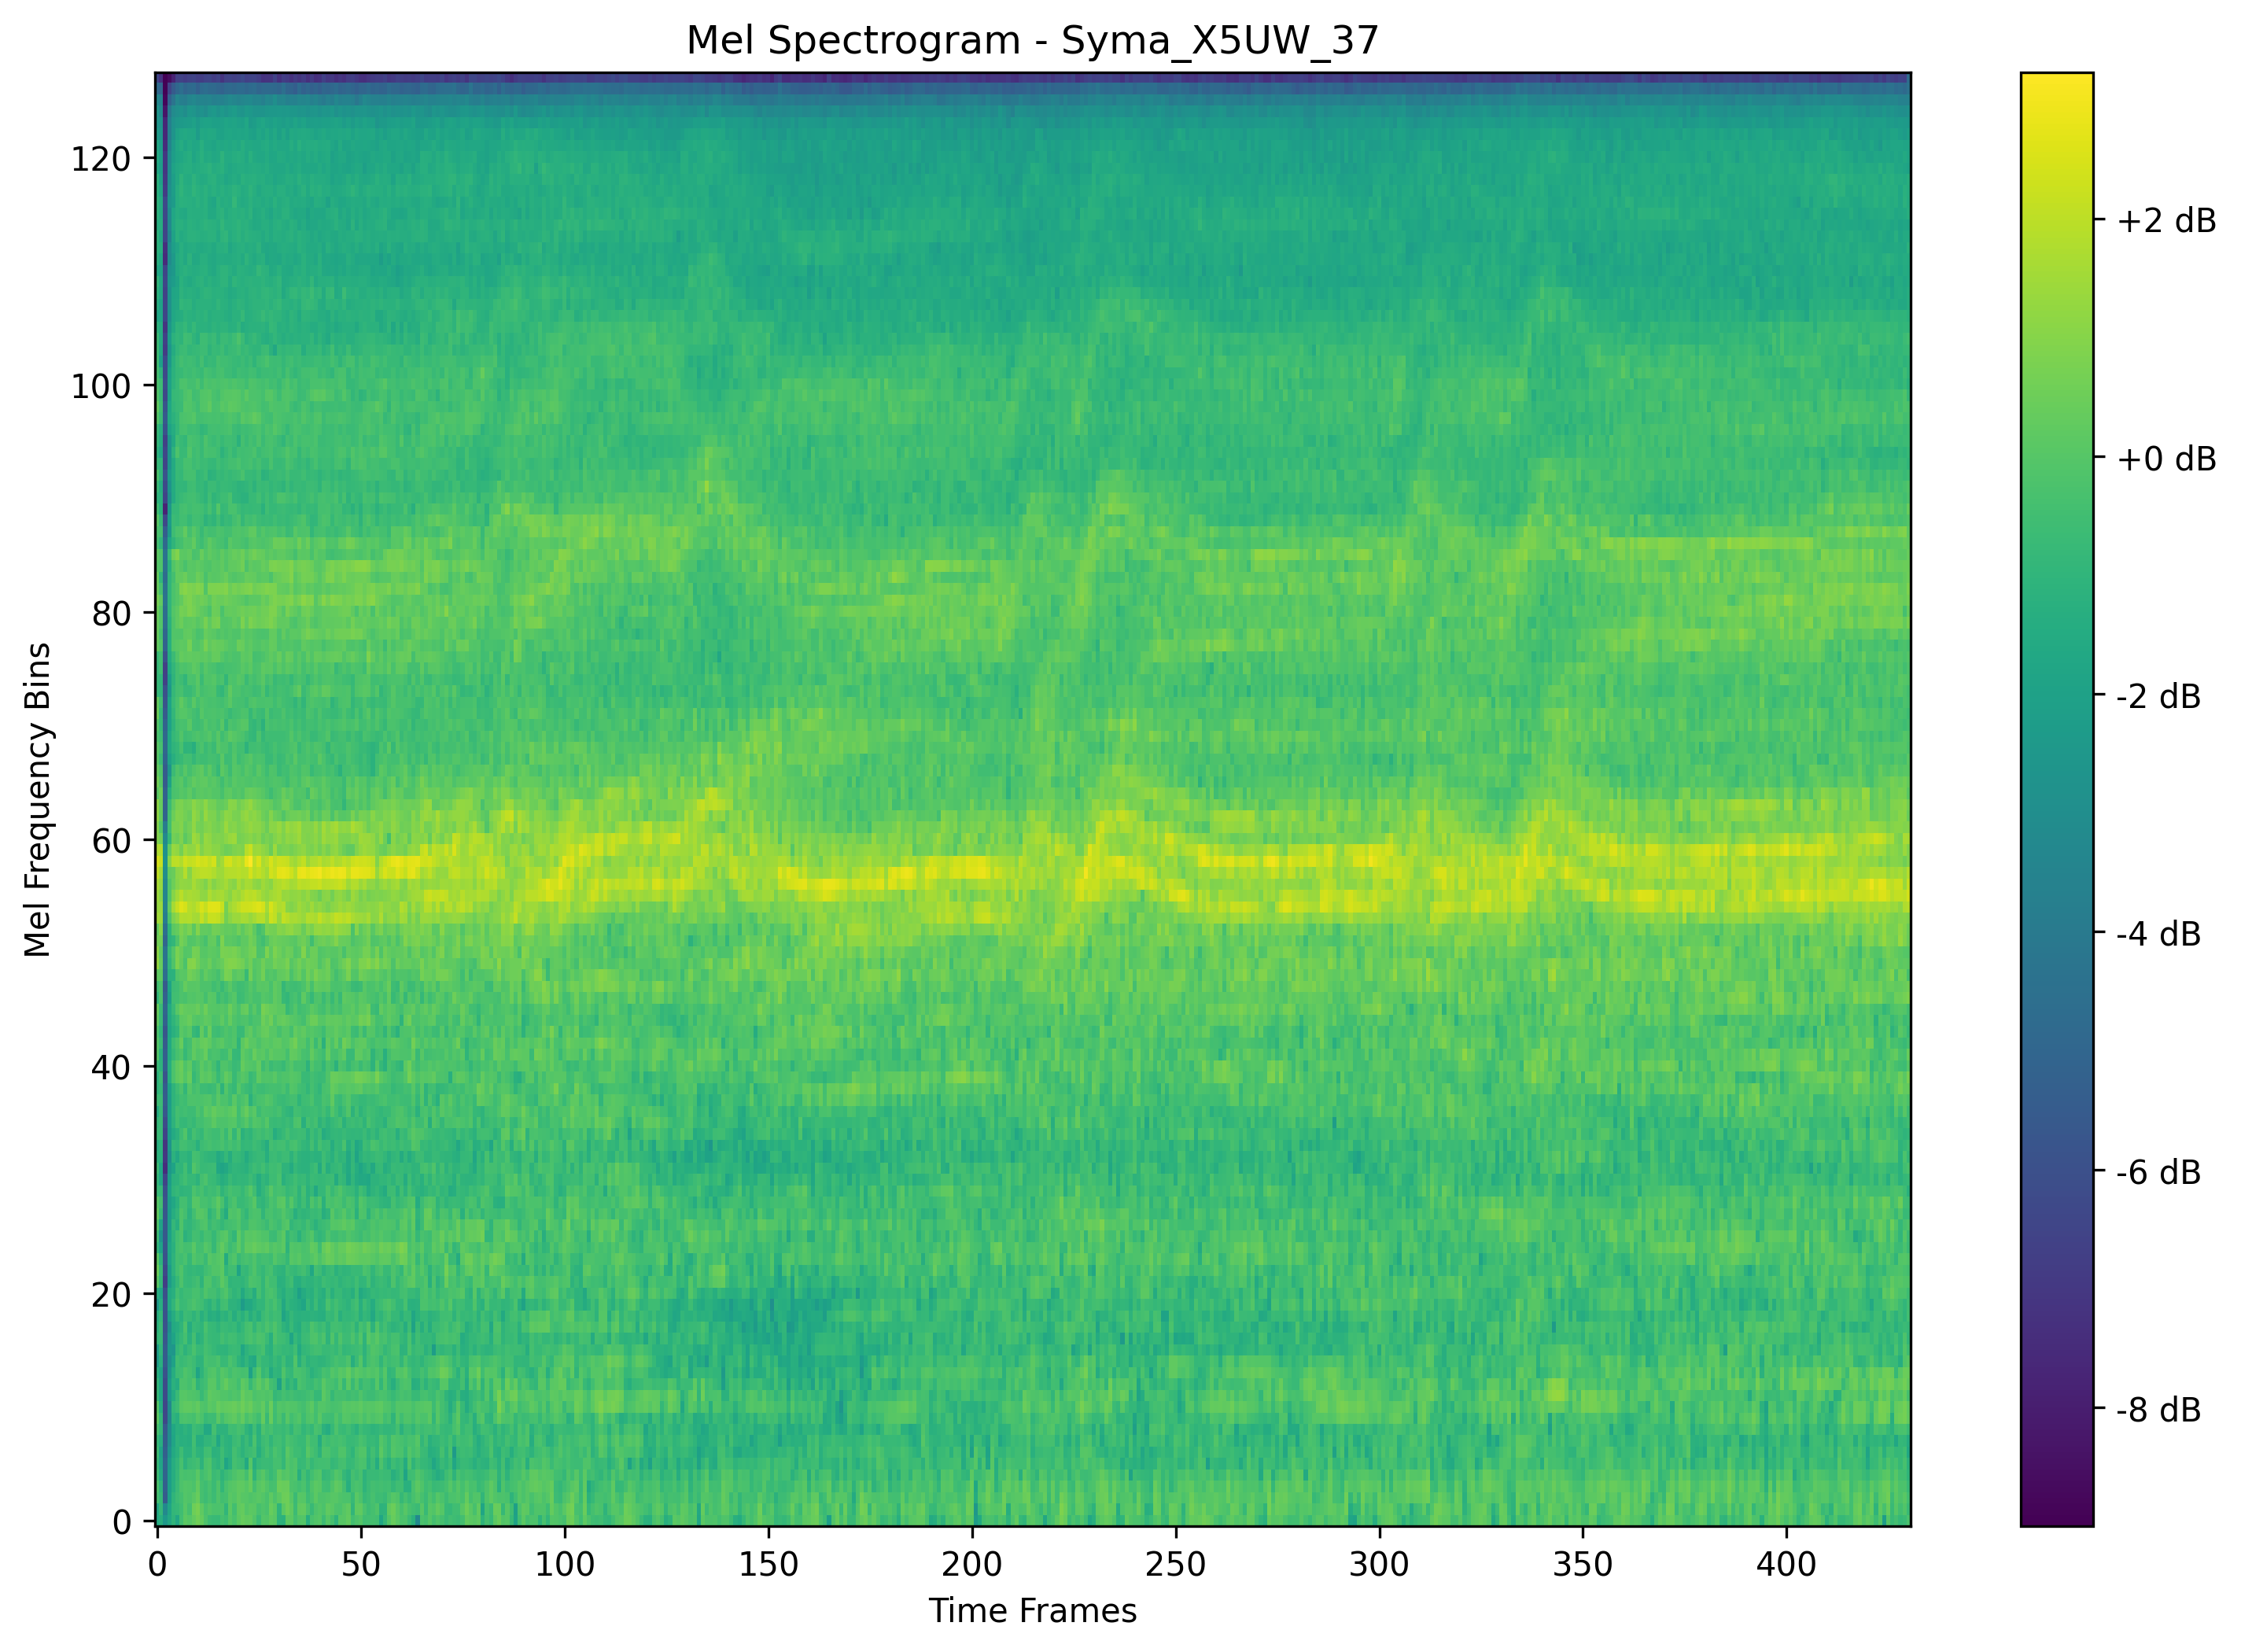 Mel Spectrogram - Syma_X5UW_37
Mel Frequency Bins
120
100
80
60
40
20
0
0 50 100 150 200 250 300 350 400
Time Frames
+2 dB
+0 dB
-2 dB
-4 dB
-6 dB
-8 dB